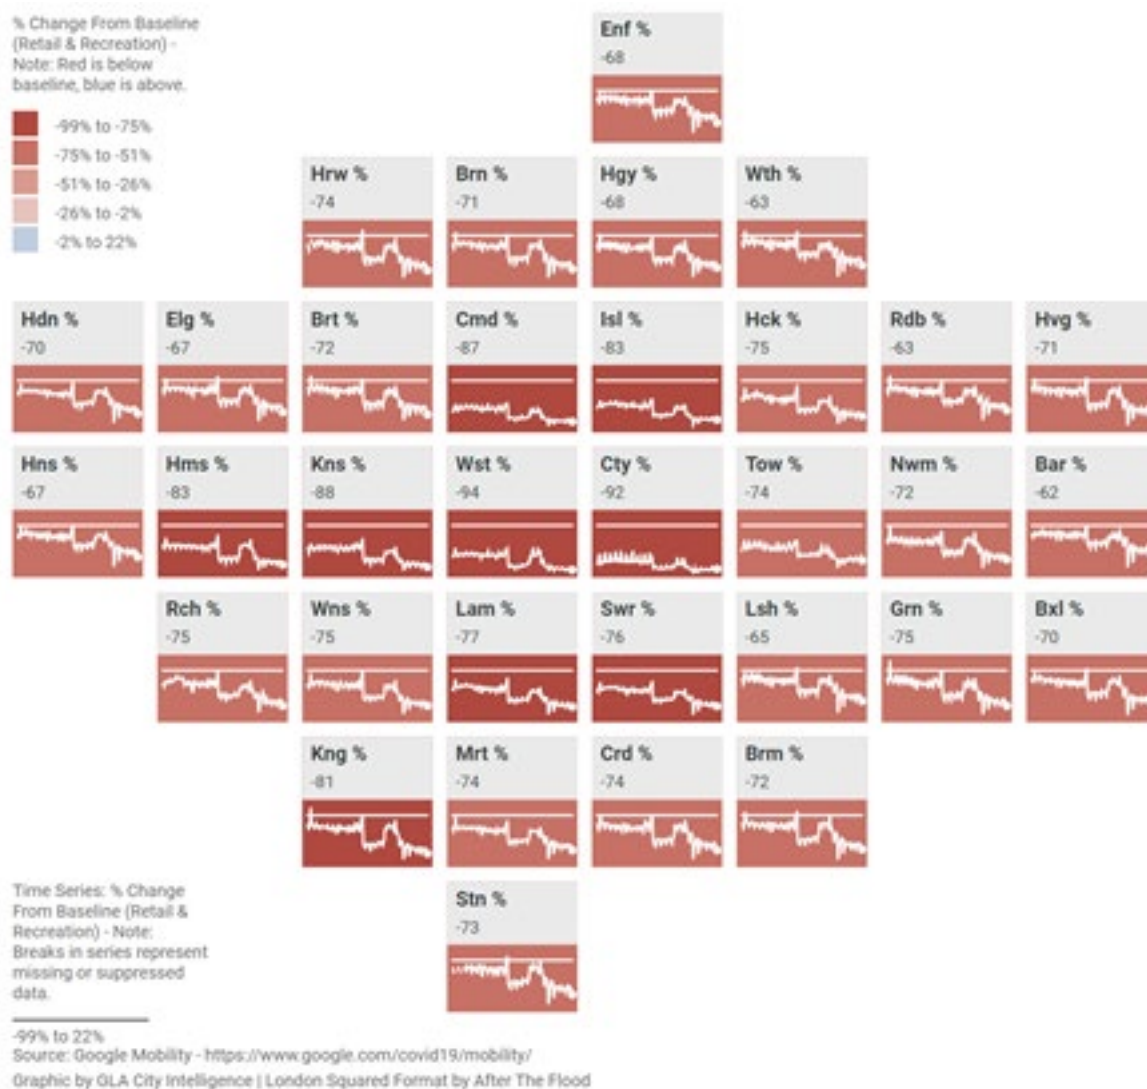 % Change From Baseline
(Retail & Recreation) -
Note: Red is below
baseline, blue is above.
-99% to -75%
-75% to -51%
-51% to -26%
-26% to -2%
-2% to 22%
Enf %
-68
Hrw %
-74
Brn %
-71
Hgy %
-68
Wth %
-63
Hdn %
-70
Elg %
-67
Brt %
-72
Cmd %
-87
Isl %
-83
Hck %
-75
Rdb %
-63
Hvg %
-71
Hns %
-67
Hms %
-83
Kns %
-88
Wst %
-94
Cty %
-92
Tow %
-74
Nwm %
-72
Bar %
-62
Rch %
-75
Wns %
-75
Lam %
-77
Swr %
-76
Lsh %
-65
Grn %
-75
Bxl %
-70
Kng %
-81
Mrt %
-74
Crd %
-74
Brm %
-72
Stn %
-73
Time Series: % Change
From Baseline (Retail &
Recreation) - Note:
Breaks in series represent
missing or suppressed
data.
-99% to 22%
Source: Google Mobility - https://www.google.com/covid19/mobility/
Graphic by GLA City Intelligence | London Squared Format by After The Flood